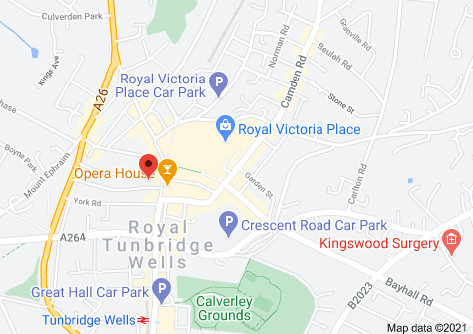 Culverden Park
Grenville Rd
Norman Rd
Beulah Rd
Kings Ave
A26
Royal Victoria
Place Car Park
P
Camden Rd
Stone St
Royal Victoria Place
Boyne Park
Mount Ephraim
Opera House
Garden St
Carlton Rd
York Rd
Royal
Tunbridge
Wells
A264
P
Crescent Road Car Park
Kingswood Surgery
Great Hall Car Park
P
Calverley
Grounds
B2023
Bayhall Rd
Tunbridge Wells
Map data ©2021